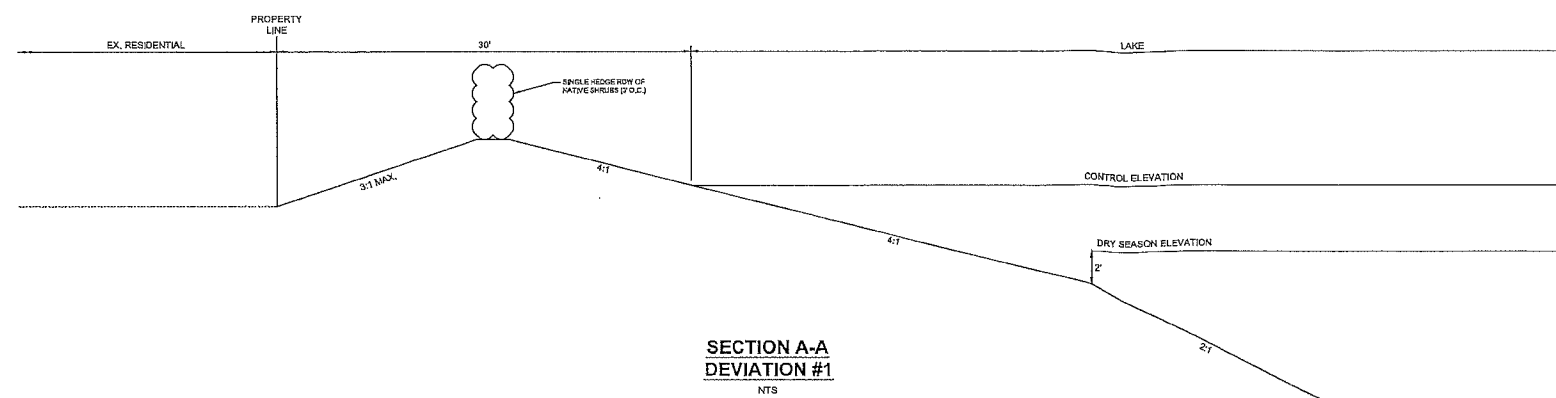 PROPERTY
LINE
EX. RESIDENTIAL
30'
LAKE
SINGLE HEDGE ROW OF
NATIVE SHRUBS (3' O.C.)
3:1 MAX.
4:1
CONTROL ELEVATION
4:1
DRY SEASON ELEVATION
2'
2:1
SECTION A-A
DEVIATION #1
NTS